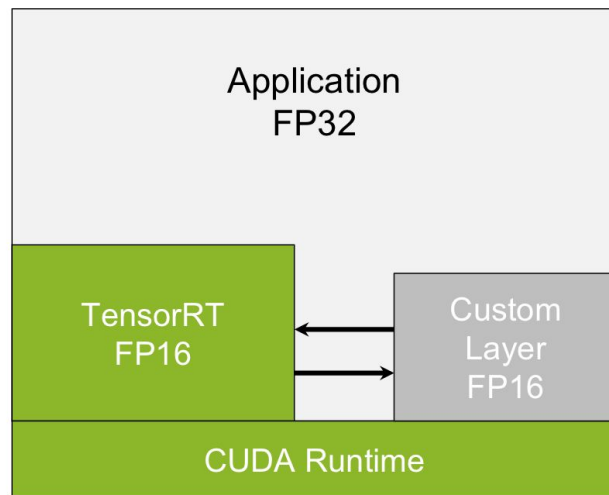 Application
FP32
TensorRT
FP16
Custom
Layer
FP16
CUDA Runtime